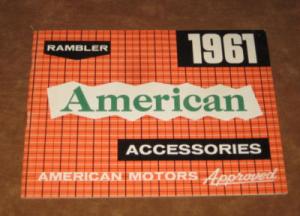 RAMBLER
1961
American
ACCESSORIES
AMERICAN MOTORS Approved